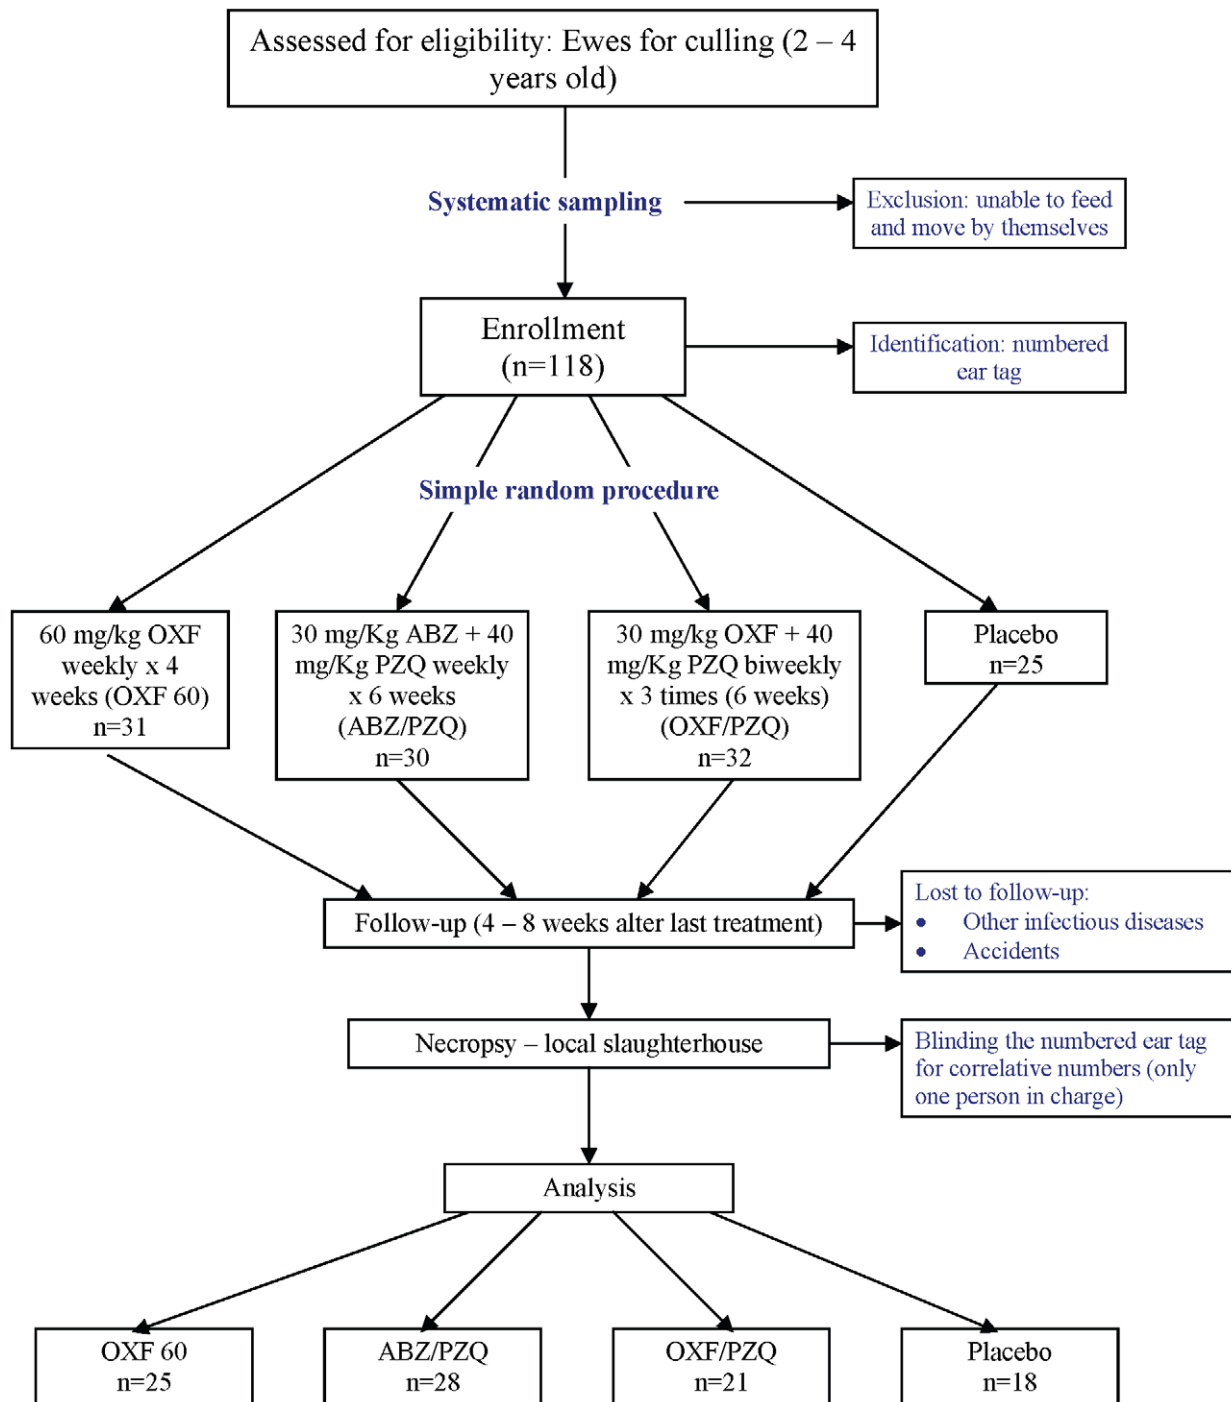 Assessed for eligibility: Ewes for culling (2 – 4
years old)
Systematic sampling
Exclusion: unable to feed
and move by themselves
Enrollment
(n=118)
Identification: numbered
ear tag
Simple random procedure
60 mg/kg OXF
weekly x 4
weeks (OXF 60)
n=31
30 mg/Kg ABZ + 40
mg/Kg PZQ weekly
x 6 weeks
(ABZ/PZQ)
n=30
30 mg/kg OXF + 40
mg/Kg PZQ biweekly
x 3 times (6 weeks)
(OXF/PZQ)
n=32
Placebo
n=25
Follow-up (4 – 8 weeks alter last treatment)
Lost to follow-up:
• Other infectious diseases
• Accidents
Necropsy – local slaughterhouse
Blinding the numbered ear tag
for correlative numbers (only
one person in charge)
Analysis
OXF 60
n=25
ABZ/PZQ
n=28
OXF/PZQ
n=21
Placebo
n=18